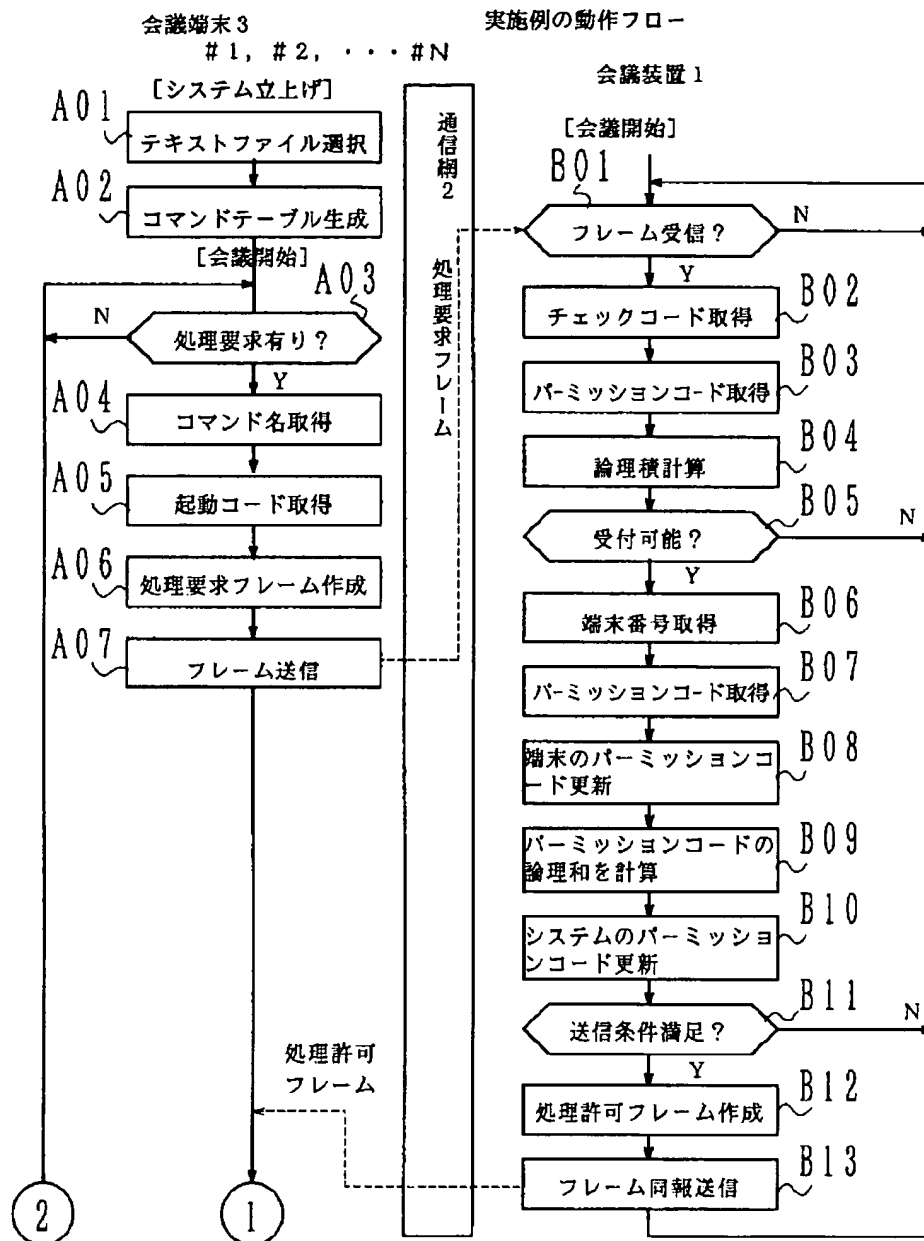 実施例の動作フロー
会議端末3
#1, #2, ・・・#N
[システム立上げ]
A01
テキストファイル選択
A02
コマンドテーブル生成
[会議開始]
A03
処理要求有り?
N
Y
A04
コマンド名取得
A05
起動コード取得
A06
処理要求フレーム作成
A07
フレーム送信
処理許可
フレーム
2
1
通信網2
処理要求フレーム
会議装置1
[会議開始]
B01
フレーム受信?
N
Y
B02
チェックコード取得
B03
パーミッションコード取得
B04
論理積計算
B05
受付可能?
N
Y
B06
端末番号取得
B07
パーミッションコード取得
B08
端末のパーミッションコ
ード更新
B09
パーミッションコードの
論理和を計算
B10
システムのパーミッショ
ンコード更新
B11
送信条件満足?
N
Y
B12
処理許可フレーム作成
B13
フレーム同報送信